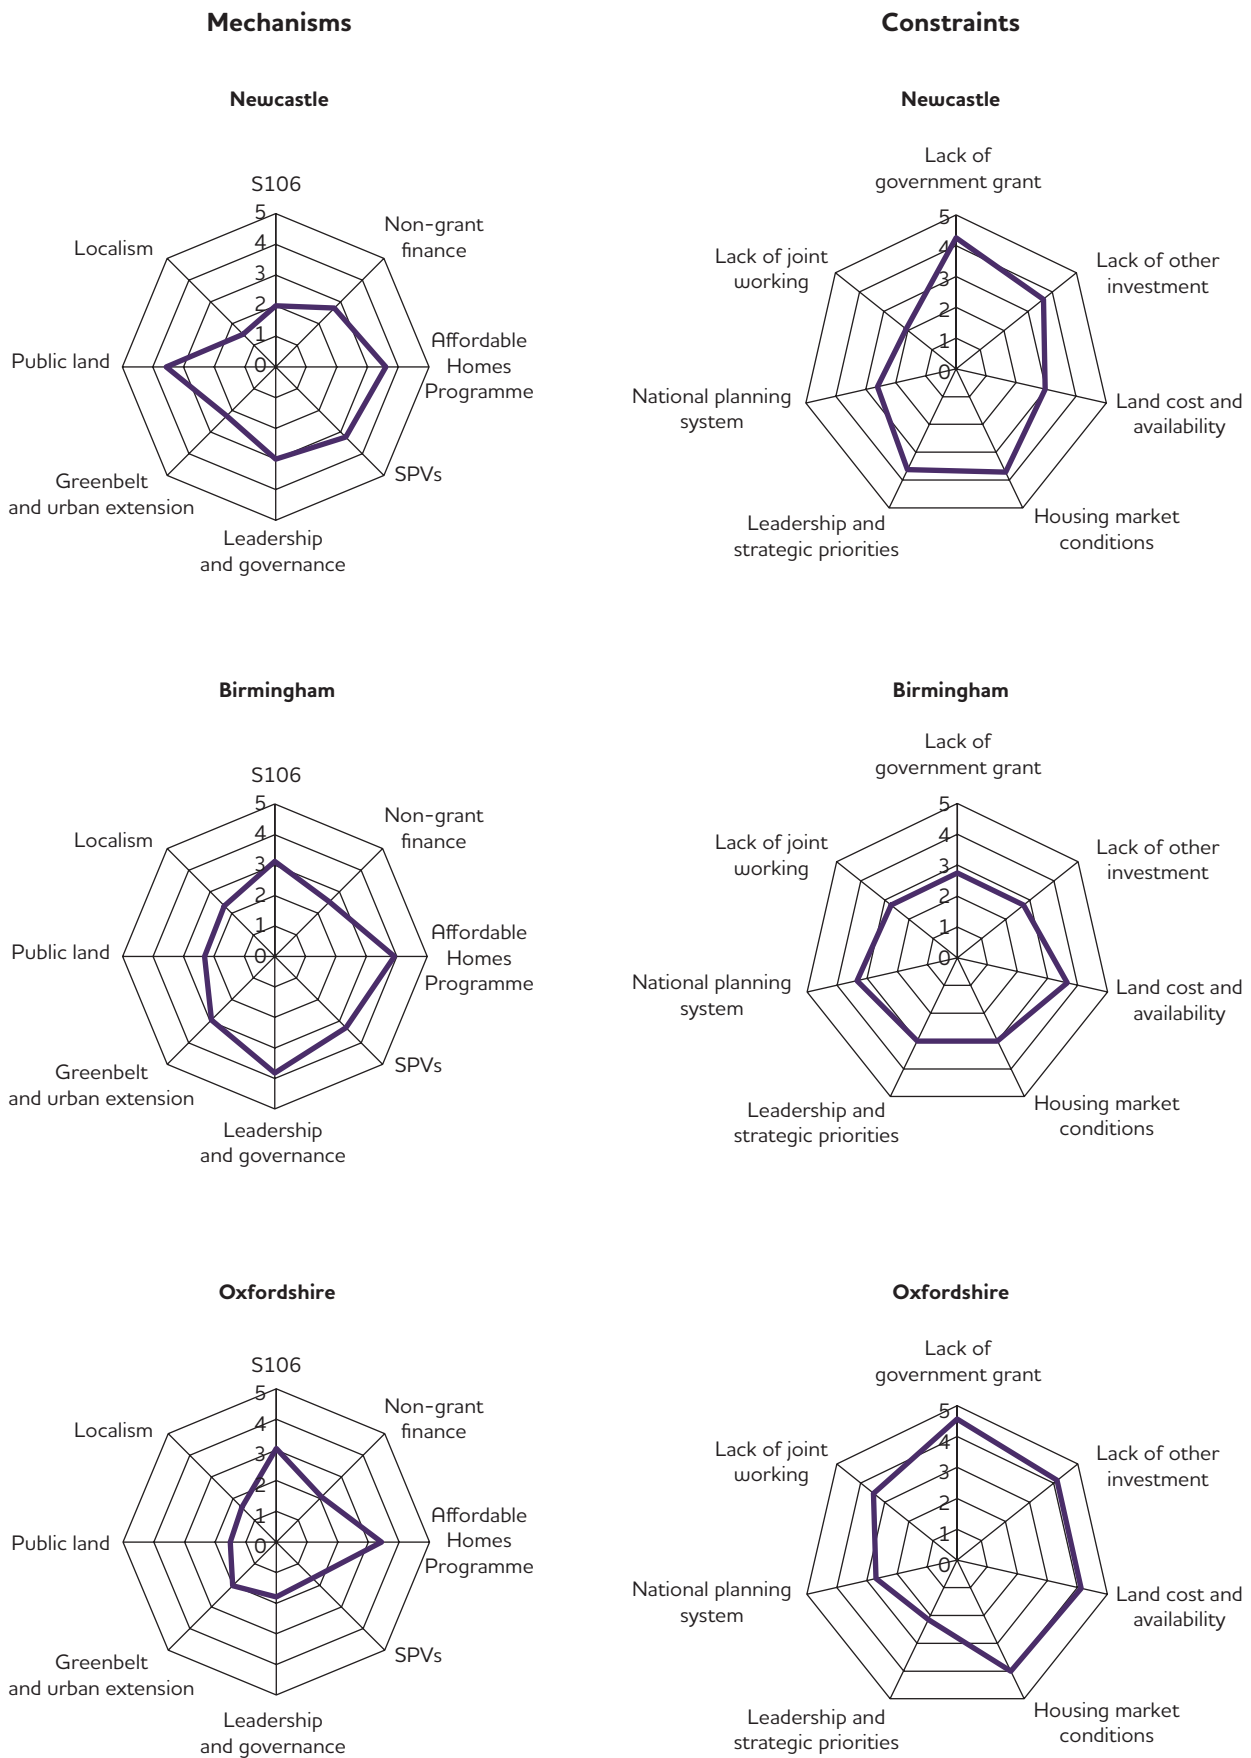 Mechanisms
Constraints
Newcastle
S106
5
4
3
2
1
0
Non-grant
finance
Affordable
Homes
Programme
SPVs
Leadership
and governance
Greenbelt
and urban extension
Public land
Localism
Newcastle
Lack of
government grant
5
4
3
2
1
0
Lack of other
investment
Land cost and
availability
Housing market
conditions
Leadership and
strategic priorities
National planning
system
Lack of joint
working
Birmingham
S106
5
4
3
2
1
0
Non-grant
finance
Affordable
Homes
Programme
SPVs
Leadership
and governance
Greenbelt
and urban extension
Public land
Localism
Birmingham
Lack of
government grant
5
4
3
2
1
0
Lack of other
investment
Land cost and
availability
Housing market
conditions
Leadership and
strategic priorities
National planning
system
Lack of joint
working
Oxfordshire
S106
5
4
3
2
1
0
Non-grant
finance
Affordable
Homes
Programme
SPVs
Leadership
and governance
Greenbelt
and urban extension
Public land
Localism
Oxfordshire
Lack of
government grant
5
4
3
2
1
0
Lack of other
investment
Land cost and
availability
Housing market
conditions
Leadership and
strategic priorities
National planning
system
Lack of joint
working